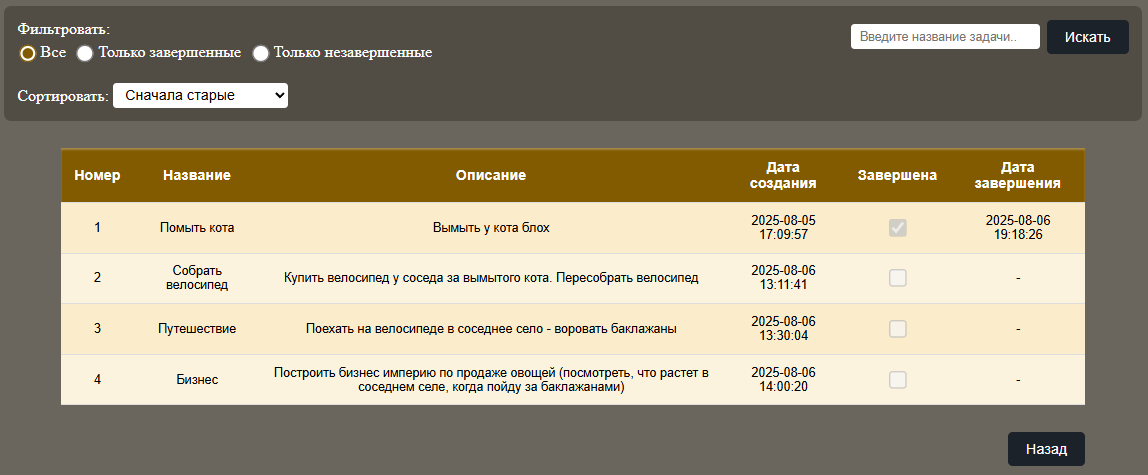 Фильтровать:
Все Только завершенные Только незавершенные
Введите название задачи.. Искать
Сортировать: Сначала старые
Номер Название Описание Дата создания Завершена Дата завершения
1 Помыть кота Вымыть у кота блох 2025-08-05 17:09:57 2025-08-06 19:18:26
2 Собрать велосипед Купить велосипед у соседа за вымытого кота. Пересобрать велосипед 2025-08-06 13:11:41 -
3 Путешествие Поехать на велосипеде в соседнее село - воровать баклажаны 2025-08-06 13:30:04 -
4 Бизнес Построить бизнес империю по продаже овощей (посмотреть, что растет в соседнем селе, когда пойду за баклажанами) 2025-08-06 14:00:20 -
Назад